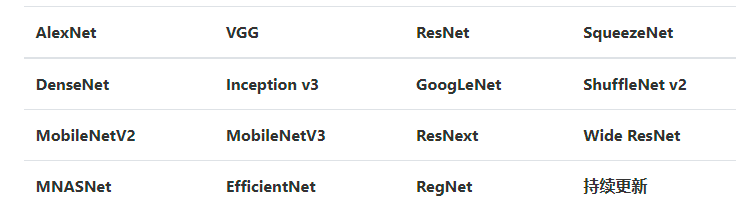 AlexNet VGG ResNet SqueezeNet
DenseNet Inception v3 GoogLeNet ShuffleNet v2
MobileNetV2 MobileNetV3 ResNext Wide ResNet
MNASNet EfficientNet RegNet 持续更新